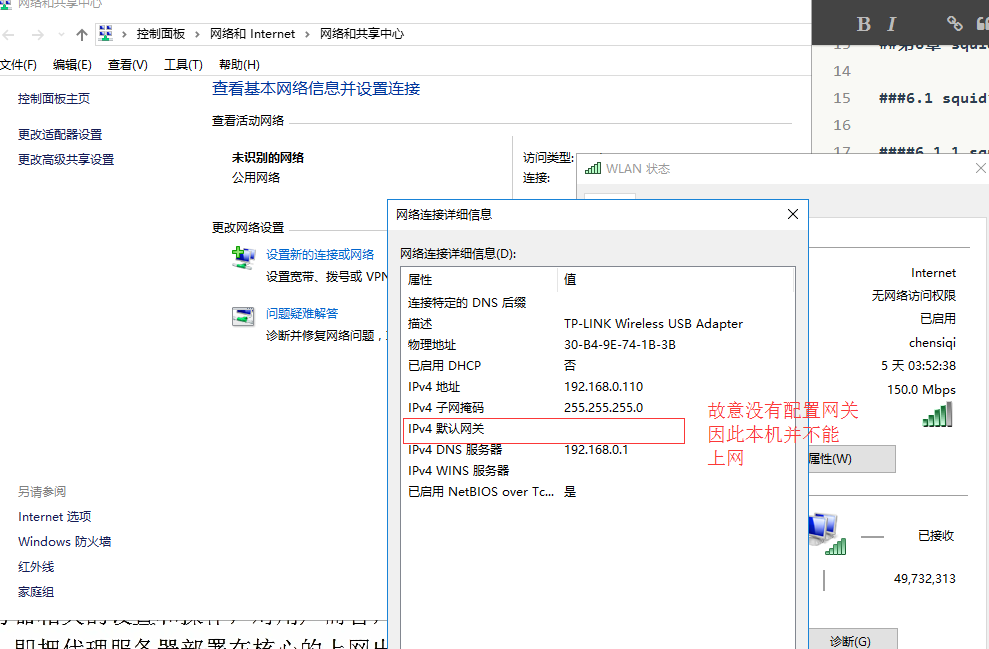 网络和共享中心
控制面板 > 网络和 Internet > 网络和共享中心
文件(F) 编辑(E) 查看(V) 工具(T) 帮助(H)
控制面板主页
更改适配器设置
更改高级共享设置
查看基本网络信息并设置连接
查看活动网络
未识别的网络
公用网络
访问类型:
连接:
更改网络设置
设置新的连接或网络
设置宽带、拨号或 VPN
问题疑难解答
诊断并修复网络问题，
另请参阅
Internet 选项
Windows 防火墙
红外线
家庭组
B I
14
15 ###6.1 squid
16
17 ####6.1.1
WLAN 状态
Internet
无网络访问权限
已启用
chensiqi
5 天 03:52:38
150.0 Mbps
属性(W)
已接收
49,732,313
诊断(G)
网络连接详细信息
网络连接详细信息(D):
属性 值
连接特定的 DNS 后缀
描述 TP-LINK Wireless USB Adapter
物理地址 30-B4-9E-74-1B-3B
已启用 DHCP 否
IPv4 地址 192.168.0.110
IPv4 子网掩码 255.255.255.0
IPv4 默认网关
IPv4 DNS 服务器 192.168.0.1
IPv4 WINS 服务器
已启用 NetBIOS over Tc... 是
故意没有配置网关
因此本机并不能
上网
即把代理服务器部署在核心的上网出